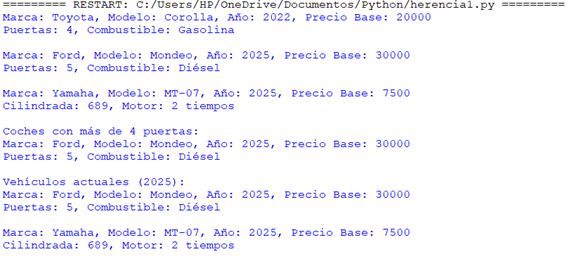 ========= RESTART: C:/Users/HP/OneDrive/Documentos/Python/herencia1.py =========
Marca: Toyota, Modelo: Corolla, Año: 2022, Precio Base: 20000
Puertas: 4, Combustible: Gasolina
Marca: Ford, Modelo: Mondeo, Año: 2025, Precio Base: 30000
Puertas: 5, Combustible: Diésel
Marca: Yamaha, Modelo: MT-07, Año: 2025, Precio Base: 7500
Cilindrada: 689, Motor: 2 tiempos
Coches con más de 4 puertas:
Marca: Ford, Modelo: Mondeo, Año: 2025, Precio Base: 30000
Puertas: 5, Combustible: Diésel
Vehículos actuales (2025):
Marca: Ford, Modelo: Mondeo, Año: 2025, Precio Base: 30000
Puertas: 5, Combustible: Diésel
Marca: Yamaha, Modelo: MT-07, Año: 2025, Precio Base: 7500
Cilindrada: 689, Motor: 2 tiempos